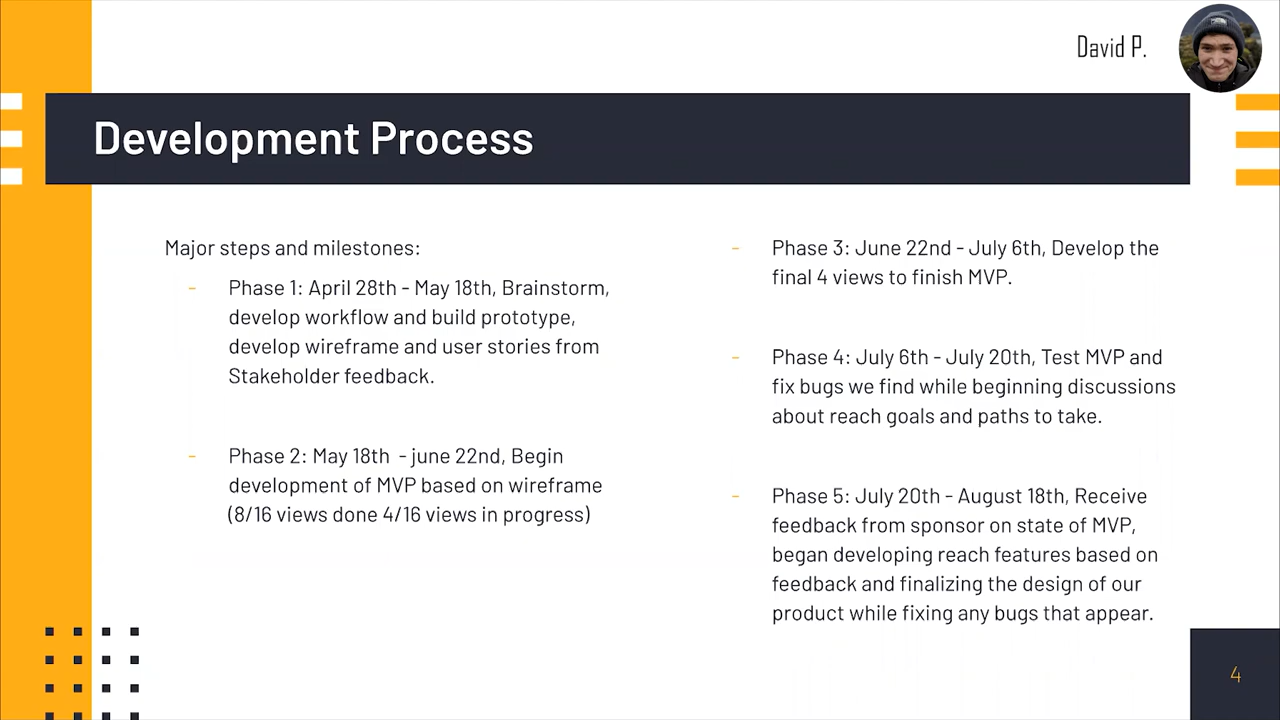 David P.
Development Process
Major steps and milestones:
- Phase 1: April 28th - May 18th, Brainstorm,
develop workflow and build prototype,
develop wireframe and user stories from
Stakeholder feedback.
- Phase 2: May 18th - june 22nd, Begin
development of MVP based on wireframe
(8/16 views done 4/16 views in progress)
- Phase 3: June 22nd - July 6th, Develop the
final 4 views to finish MVP.
- Phase 4: July 6th - July 20th, Test MVP and
fix bugs we find while beginning discussions
about reach goals and paths to take.
- Phase 5: July 20th - August 18th, Receive
feedback from sponsor on state of MVP,
began developing reach features based on
feedback and finalizing the design of our
product while fixing any bugs that appear.
4